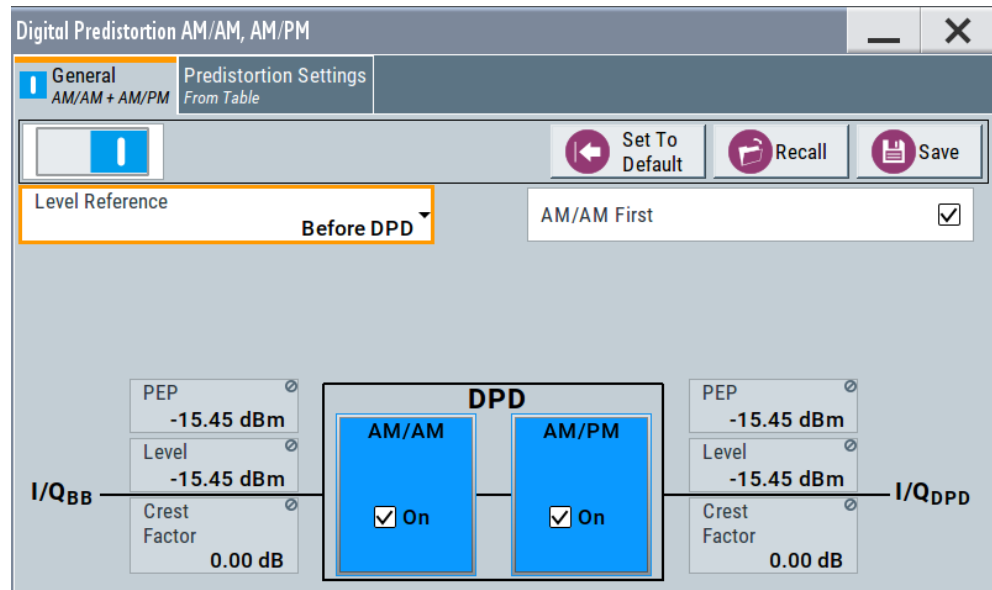 Digital Predistortion AM/AM, AM/PM
General
AM/AM + AM/PM
Predistortion Settings
From Table
Set To
Default
Recall
Save
Level Reference
Before DPD
AM/AM First
DPD
PEP
-15.45 dBm
Level
-15.45 dBm
Crest
Factor
0.00 dB
I/QBB
AM/AM
On
AM/PM
On
PEP
-15.45 dBm
Level
-15.45 dBm
Crest
Factor
0.00 dB
I/QDPD